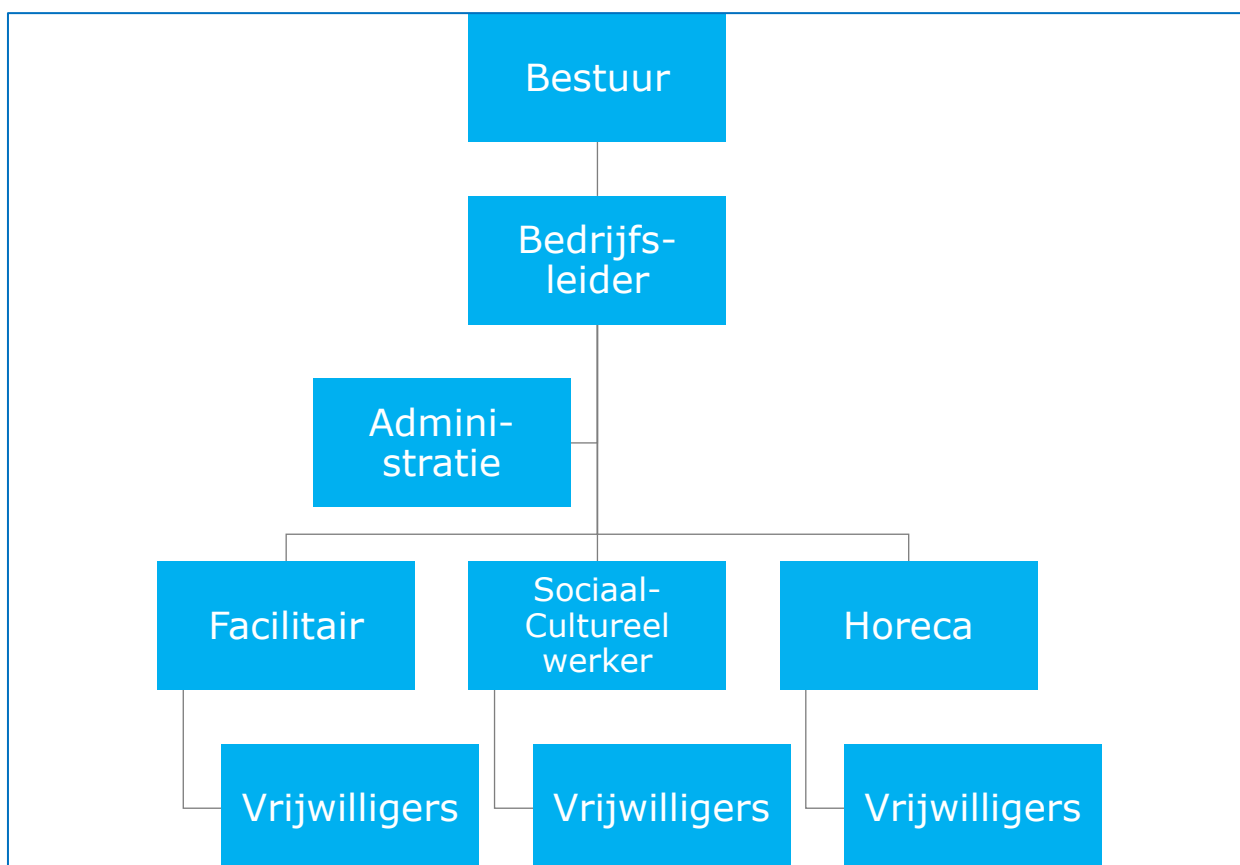 Bestuur
Bedrijfs-
leider
Admini-
stratie
Facilitair
Sociaal-
Cultureel
werker
Horeca
Vrijwilligers
Vrijwilligers
Vrijwilligers